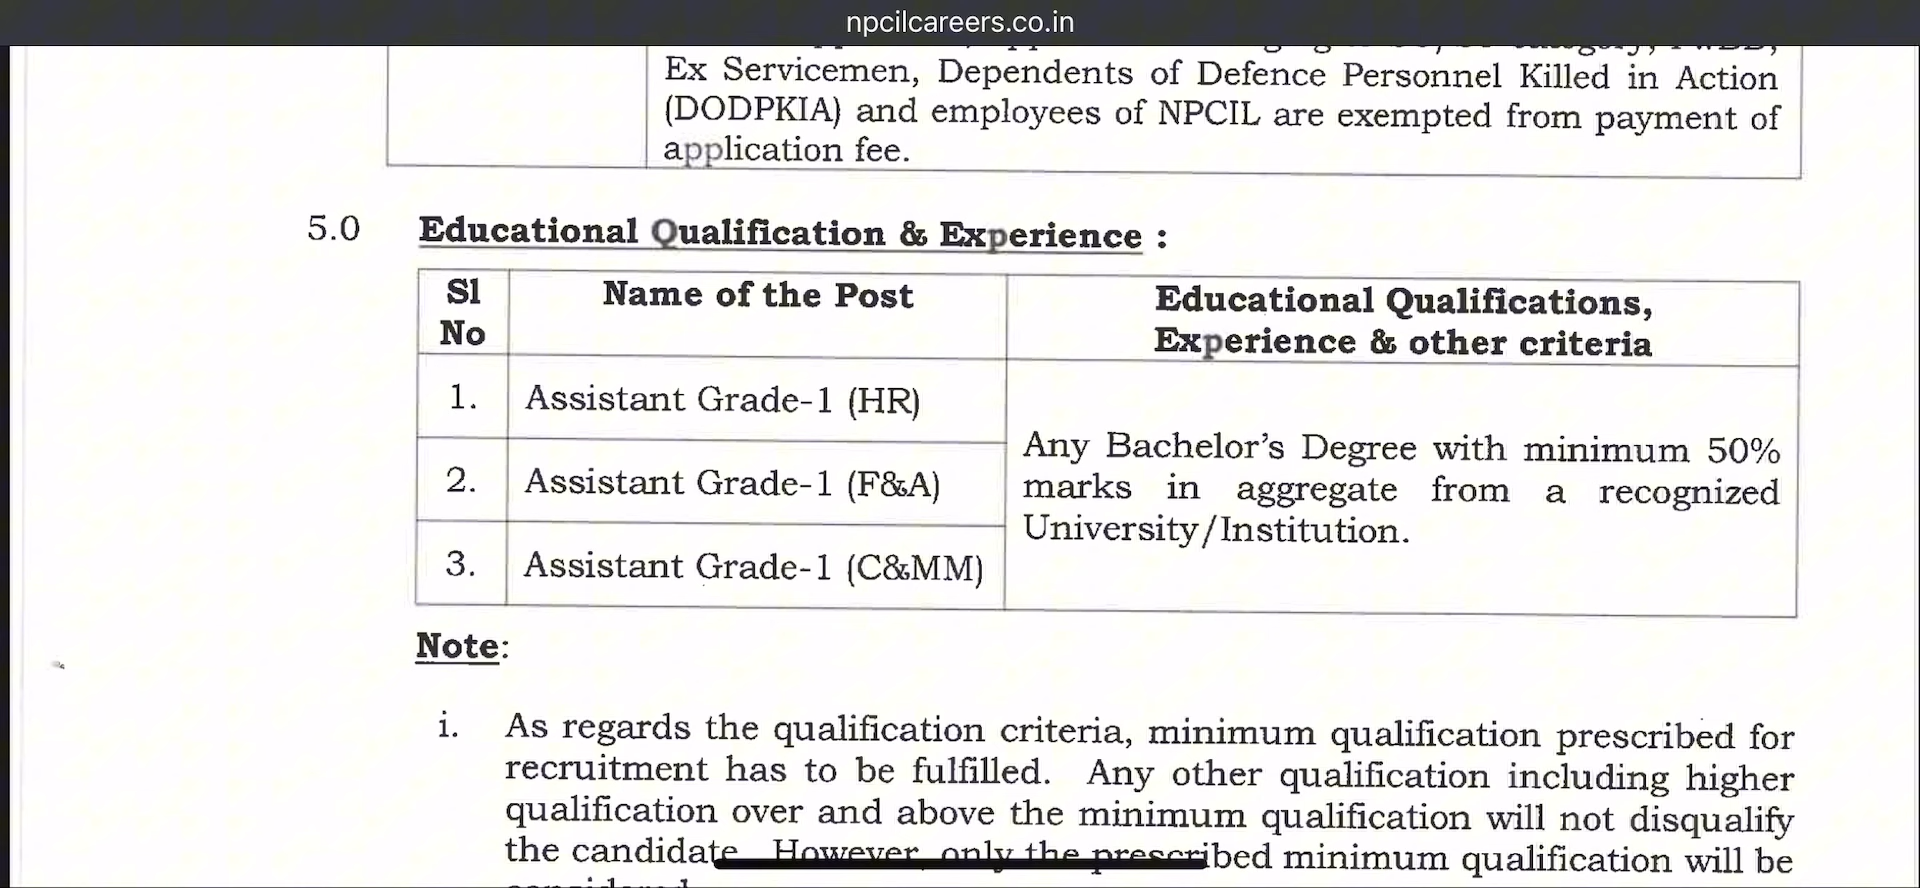 npcilcareers.co.in
Ex Servicemen, Dependents of Defence Personnel Killed in Action
(DODPKIA) and employees of NPCIL are exempted from payment of
application fee.
5.0 Educational Qualification & Experience :
Sl No
Name of the Post
Educational Qualifications,
Experience & other criteria
1. Assistant Grade-1 (HR)
2. Assistant Grade-1 (F&A)
3. Assistant Grade-1 (C&MM)
Any Bachelor's Degree with minimum 50%
marks in aggregate from a recognized
University/Institution.
Note:
i. As regards the qualification criteria, minimum qualification prescribed for
recruitment has to be fulfilled. Any other qualification including higher
qualification over and above the minimum qualification will not disqualify
the candidate. However, only the prescribed minimum qualification will be